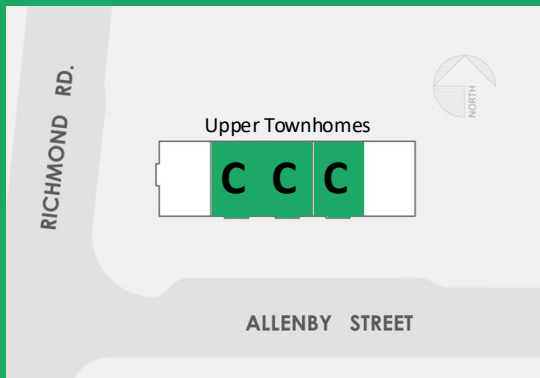 RICHMOND RD.
NORTH
Upper Townhomes
C C C
ALLENBY STREET